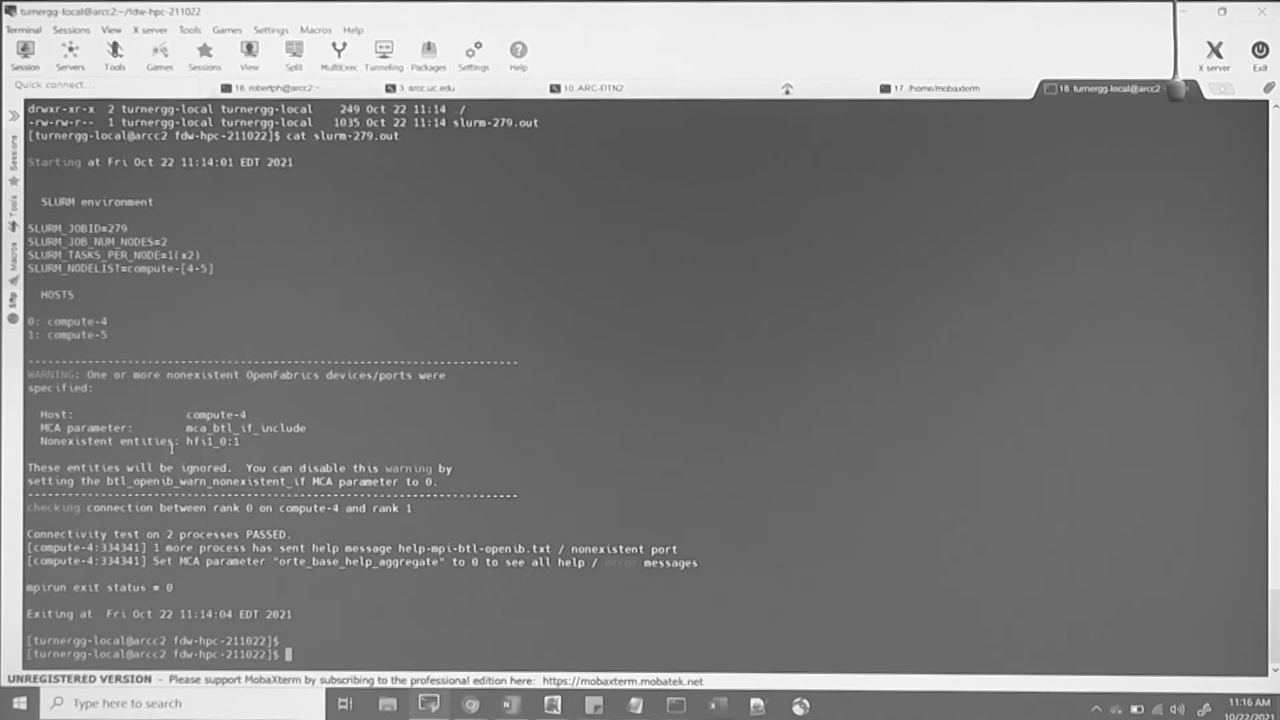 turnergg-local@arcc2:~/fdw-hpc-211022
Terminal Sessions View X server Tools Games Settings Macros Help
Session Servers Tools Games Sessions View Split MultiExec Tunneling Packages Settings Help X server Exit
Quick connect... 16. robertph@arcc2:~ 3. arcc.uc.edu 10. ARC-DTN2 17. /home/mobaxterm 18. turnergg-local@arcc2:~
Sessions
Tools
Macros
Sftp
drwxr-xr-x 2 turnergg-local turnergg-local 249 Oct 22 11:14 ./
-rw-rw-r-- 1 turnergg-local turnergg-local 1035 Oct 22 11:14 slurm-279.out
[turnergg-local@arcc2 fdw-hpc-211022]$ cat slurm-279.out
Starting at Fri Oct 22 11:14:01 EDT 2021
SLURM environment
SLURM_JOBID=279
SLURM_JOB_NUM_NODES=2
SLURM_TASKS_PER_NODE=1(x2)
SLURM_NODELIST=compute-[4-5]
HOSTS
0: compute-4
1: compute-5
--------------------------------------------------------------------------
WARNING: One or more nonexistent OpenFabrics devices/ports were
specified:
Host: compute-4
MCA parameter: mca_btl_if_include
Nonexistent entities: hfi1_0:1
These entities will be ignored. You can disable this warning by
setting the btl_openib_warn_nonexistent_if MCA parameter to 0.
--------------------------------------------------------------------------
checking connection between rank 0 on compute-4 and rank 1
Connectivity test on 2 processes PASSED.
[compute-4:334341] 1 more process has sent help message help-mpi-btl-openib.txt / nonexistent port
[compute-4:334341] Set MCA parameter "orte_base_help_aggregate" to 0 to see all help / error messages
mpirun exit status = 0
Exiting at Fri Oct 22 11:14:04 EDT 2021
[turnergg-local@arcc2 fdw-hpc-211022]$
[turnergg-local@arcc2 fdw-hpc-211022]$
UNREGISTERED VERSION - Please support MobaXterm by subscribing to the professional edition here: https://mobaxterm.mobatek.net
Type here to search
11:16 AM
10/22/2021